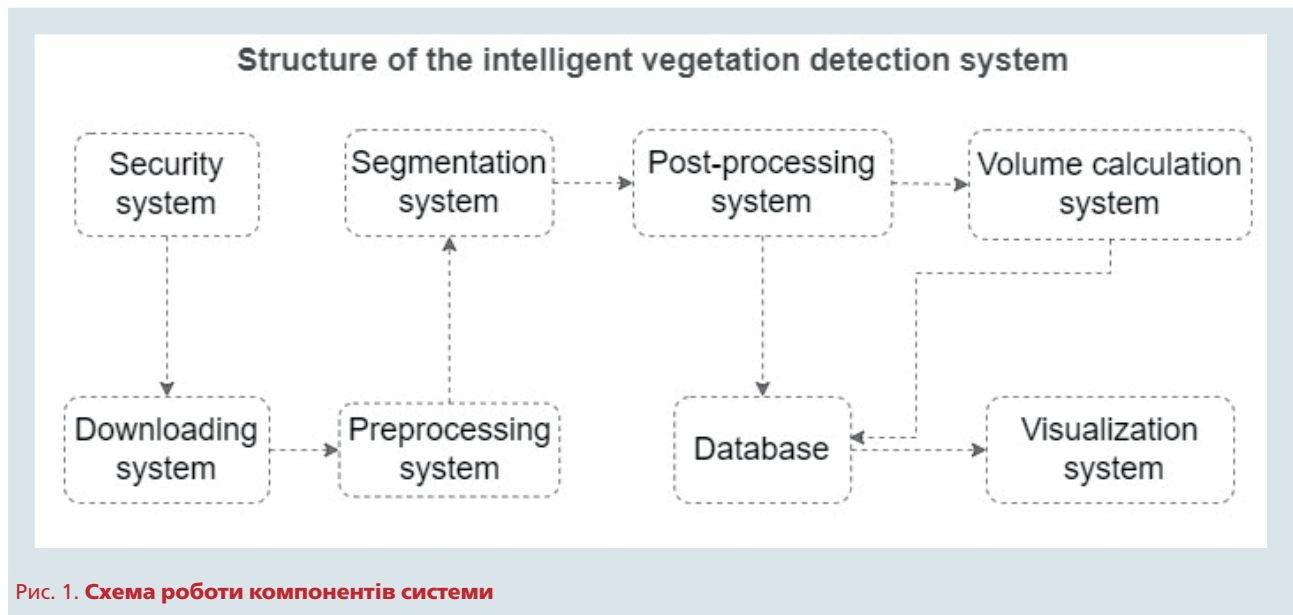 Structure of the intelligent vegetation detection system
Security
system
Segmentation
system
Post-processing
system
Volume calculation
system
Downloading
system
Preprocessing
system
Database
Visualization
system
Рис. 1. Схема роботи компонентів системи